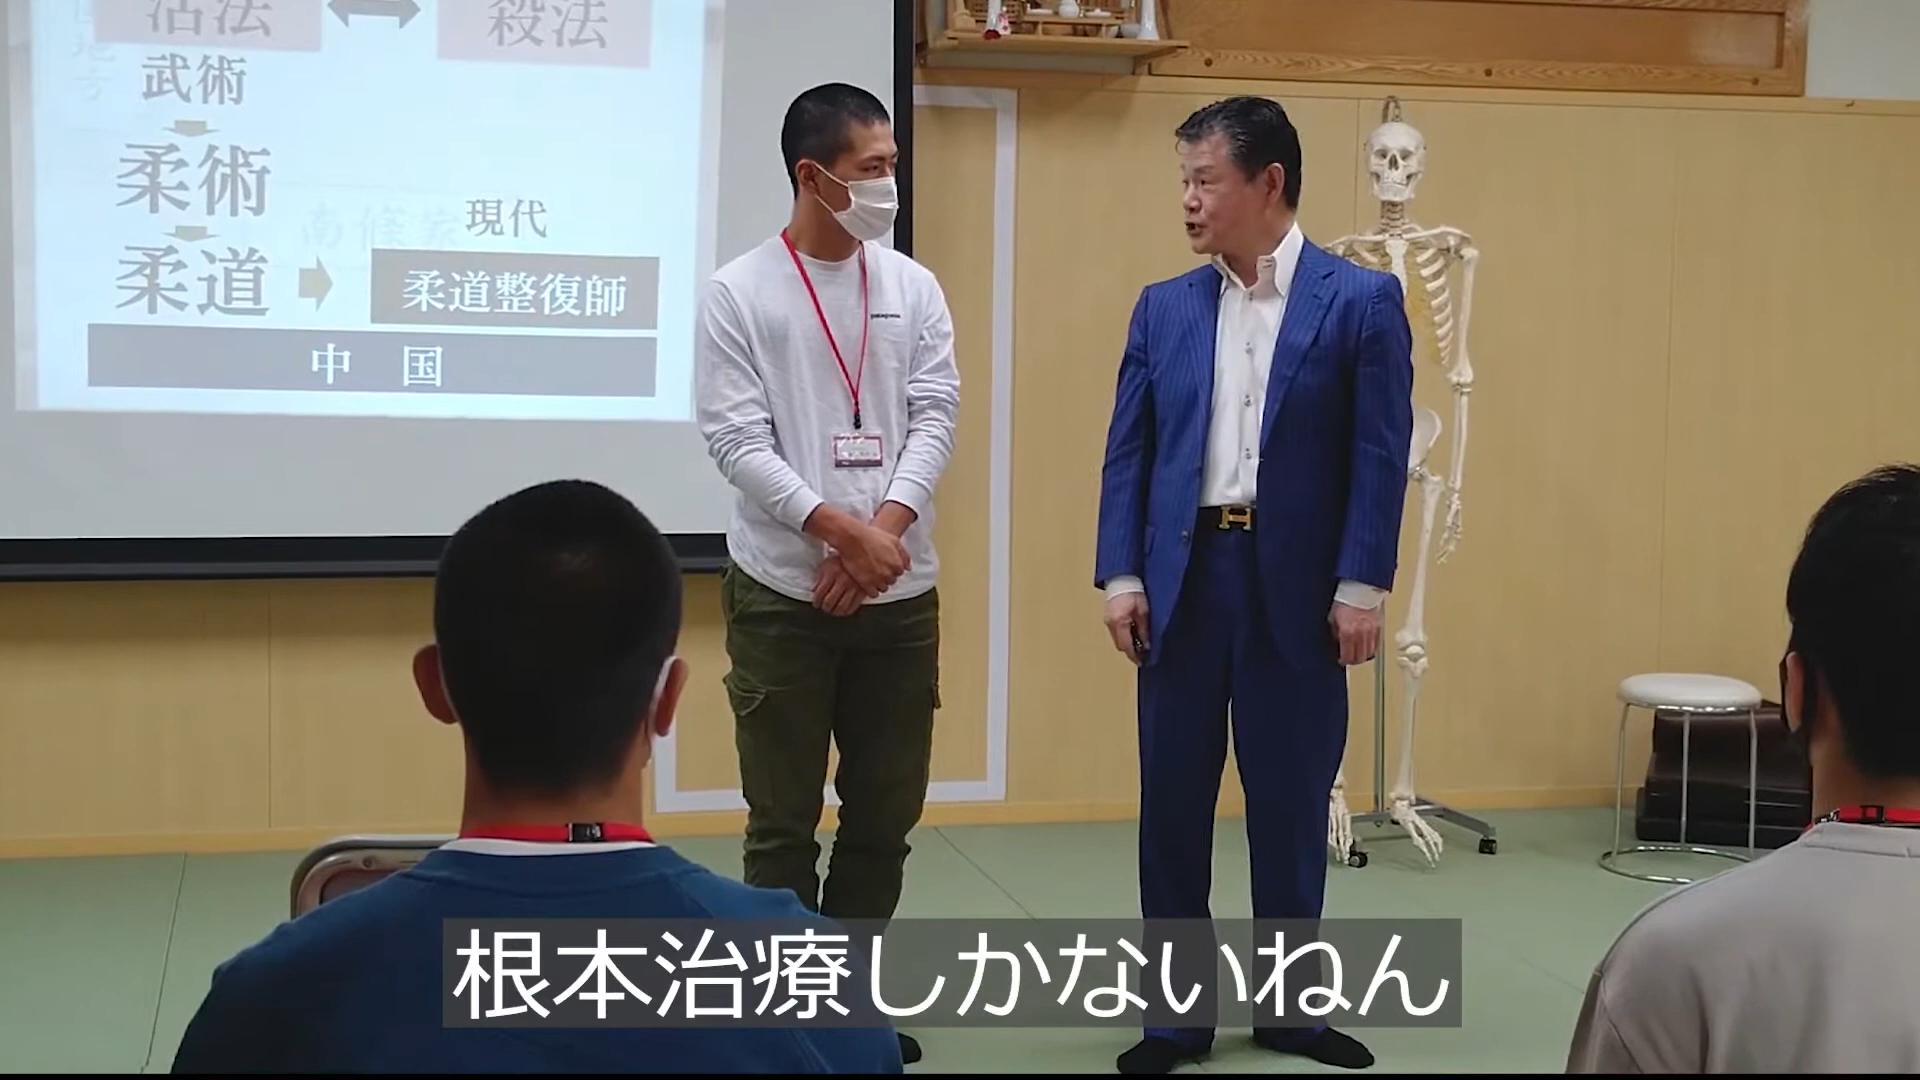 活法 殺法
武術
柔術
現代
柔道 柔道整復師
中国
南條家
patagonia
根本治療しかないねん